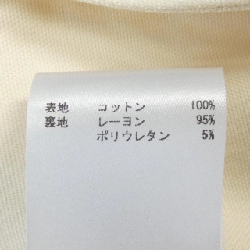 表地 コットン 100%
裏地 レーヨン 95%
ポリウレタン 5%